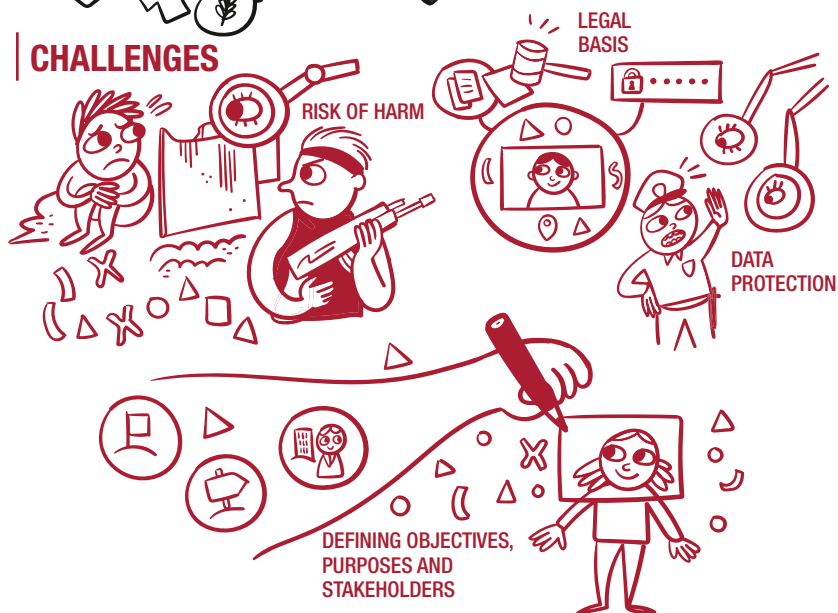 CHALLENGES
RISK OF HARM
LEGAL
BASIS
DATA
PROTECTION
DEFINING OBJECTIVES,
PURPOSES AND
STAKEHOLDERS